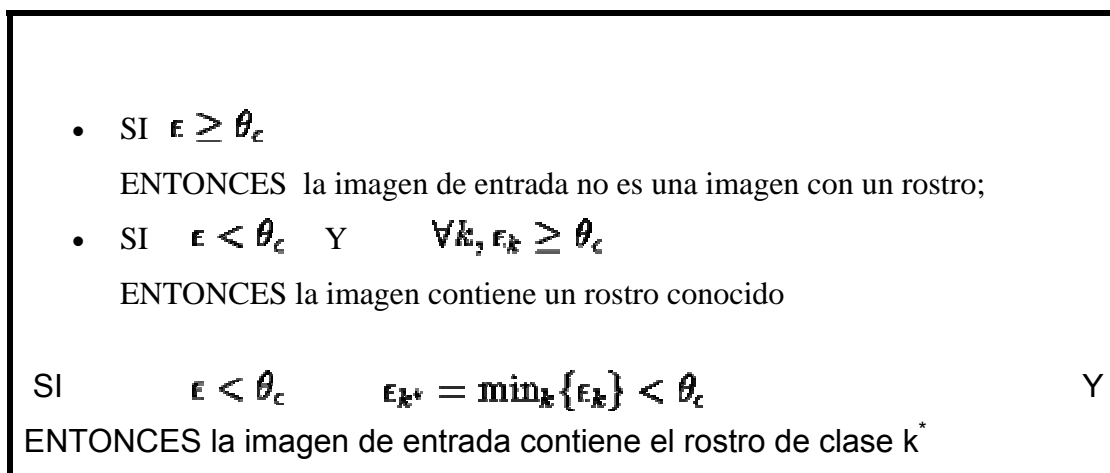 • SI ε ≥ θ_c
ENTONCES la imagen de entrada no es una imagen con un rostro;
• SI ε < θ_c Y ∀k, ε_k ≥ θ_c
ENTONCES la imagen contiene un rostro conocido
SI ε < θ_c ε_k* = min_k{ε_k} < θ_c Y
ENTONCES la imagen de entrada contiene el rostro de clase k*